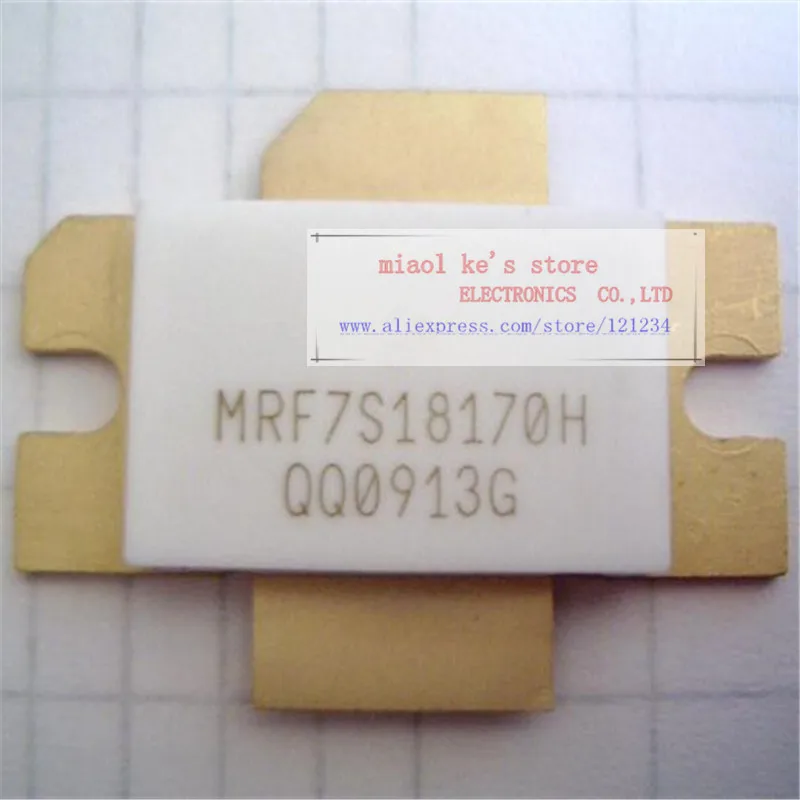 miaol ke's store
ELECTRONICS CO.,LTD
www.aliexpress.com/store/121234
MRF7S18170H
QQ0913G